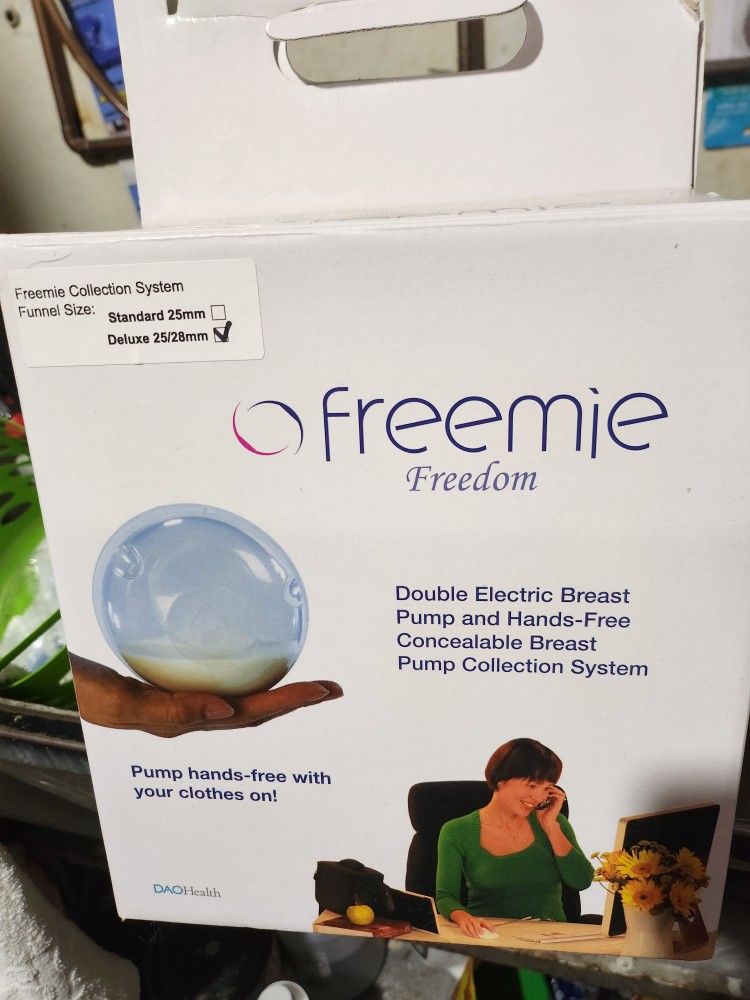 Freemie Collection System
Funnel Size: Standard 25mm
Deluxe 25/28mm
freemie
Freedom
Double Electric Breast
Pump and Hands-Free
Concealable Breast
Pump Collection System
Pump hands-free with
your clothes on!
DAOHealth